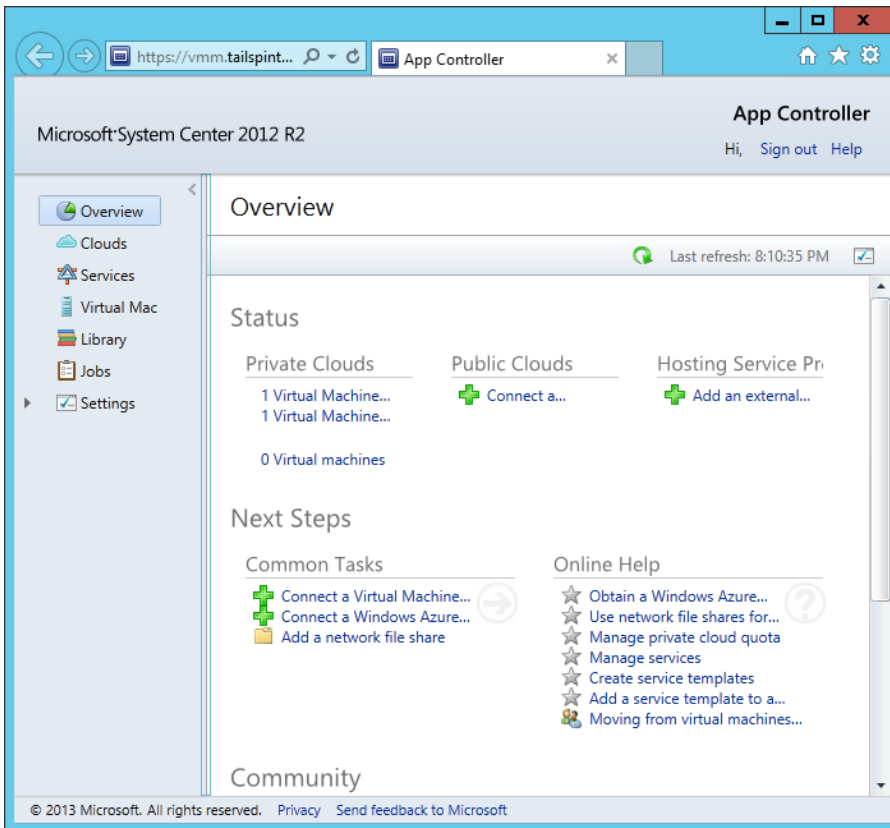 https://vmm.tailspint...
App Controller
App Controller
Microsoft System Center 2012 R2
Hi, Sign out Help
Overview
Clouds
Services
Virtual Mac
Library
Jobs
Settings
Overview
Last refresh: 8:10:35 PM
Status
Private Clouds
1 Virtual Machine...
1 Virtual Machine...
0 Virtual machines
Public Clouds
Connect a...
Hosting Service Pr
Add an external...
Next Steps
Common Tasks
Connect a Virtual Machine...
Connect a Windows Azure...
Add a network file share
Online Help
Obtain a Windows Azure...
Use network file shares for...
Manage private cloud quota
Manage services
Create service templates
Add a service template to a...
Moving from virtual machines...
Community
© 2013 Microsoft. All rights reserved. Privacy Send feedback to Microsoft